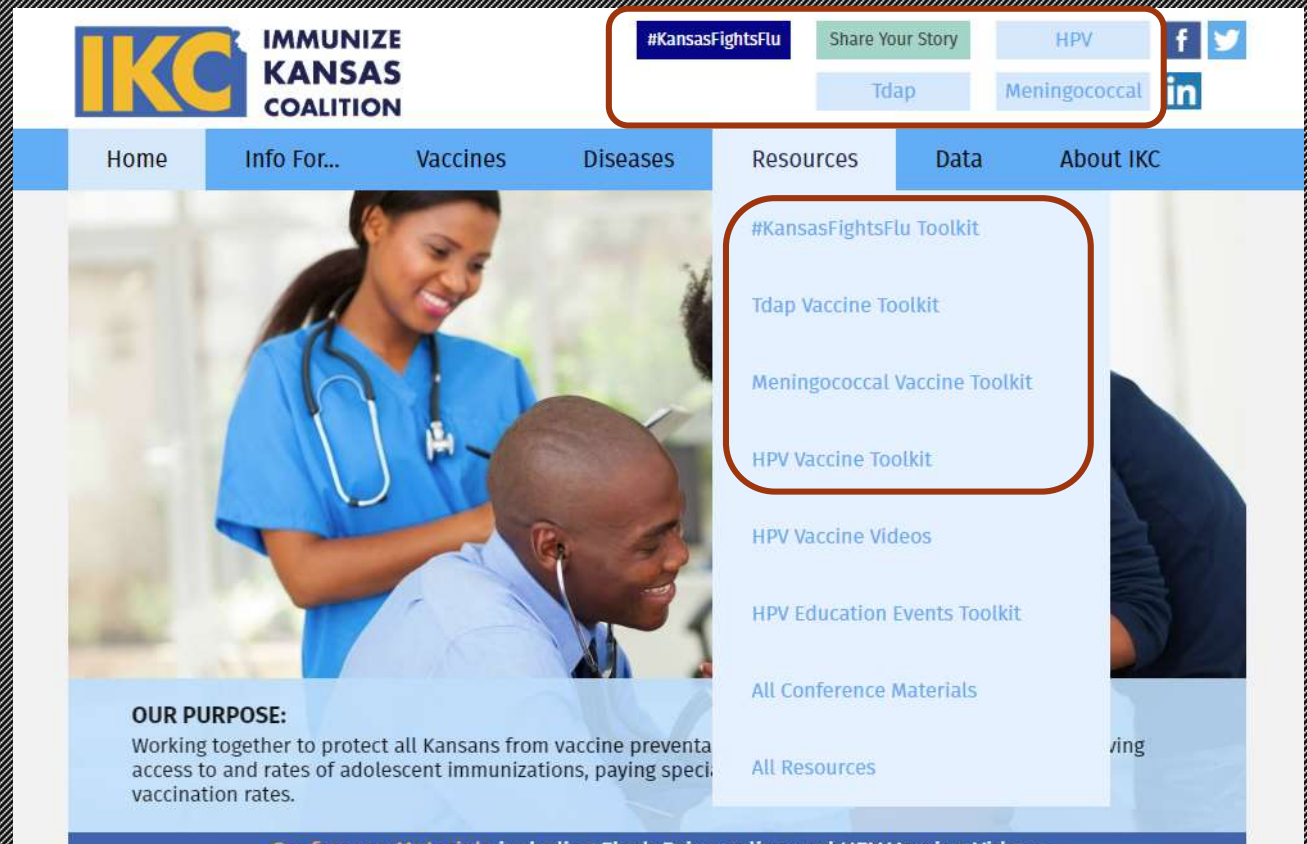 IKC
IMMUNIZE
KANSAS
COALITION
#KansasFightsFlu
Share Your Story
HPV
f
Tdap
Meningococcal
in
Home
Info For...
Vaccines
Diseases
Resources
Data
About IKC
#KansasFightsFlu Toolkit
Tdap Vaccine Toolkit
Meningococcal Vaccine Toolkit
HPV Vaccine Toolkit
HPV Vaccine Videos
HPV Education Events Toolkit
All Conference Materials
All Resources
OUR PURPOSE:
Working together to protect all Kansans from vaccine
access to and rates of adolescent immunizations, paying
vaccination rates.